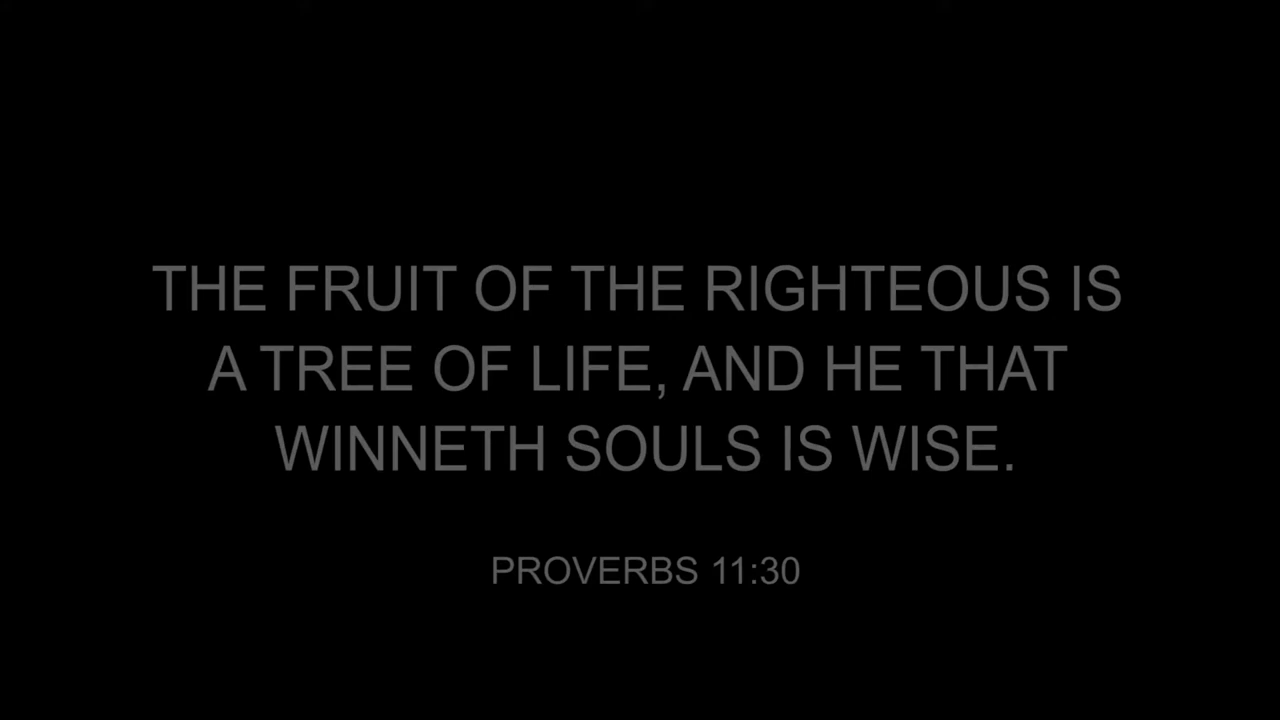 THE FRUIT OF THE RIGHTEOUS IS
A TREE OF LIFE, AND HE THAT
WINNETH SOULS IS WISE.
PROVERBS 11:30